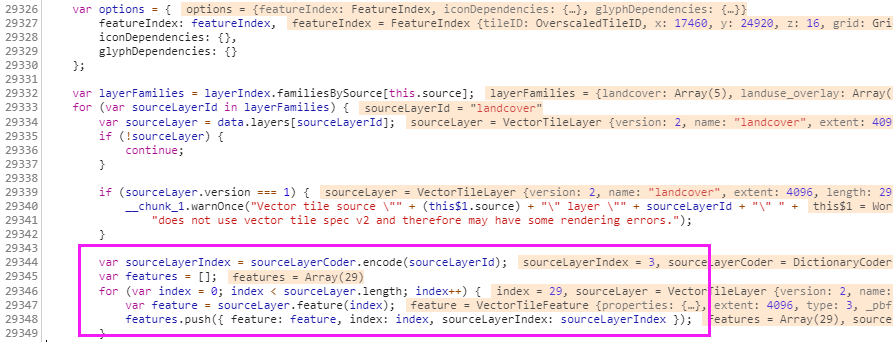 29326 var options = { options = {featureIndex: FeatureIndex, iconDependencies: {…}, glyphDependencies: {…}}
29327 featureIndex: featureIndex, featureIndex = FeatureIndex {tileID: OverscaledTileID, x: 17460, y: 24920, z: 16, grid: Gri
29328 iconDependencies: {},
29329 glyphDependencies: {}
29330 };
29331
29332 var layerFamilies = layerIndex.familiesBySource[this.source]; layerFamilies = {landcover: Array(5), landuse_overlay: Array(
29333 for (var sourceLayerId in layerFamilies) { sourceLayerId = "landcover"
29334 var sourceLayer = data.layers[sourceLayerId]; sourceLayer = VectorTileLayer {version: 2, name: "landcover", extent: 409
29335 if (!sourceLayer) {
29336 continue;
29337 }
29338
29339 if (sourceLayer.version === 1) { sourceLayer = VectorTileLayer {version: 2, name: "landcover", extent: 4096, length: 29
29340 __chunk_1.warnOnce("Vector tile source \"" + (this$1.source) + "\" layer \"" + sourceLayerId + "\" " + this$1 = Wor
29341 "does not use vector tile spec v2 and therefore may have some rendering errors.");
29342 }
29343
29344 var sourceLayerIndex = sourceLayerCoder.encode(sourceLayerId); sourceLayerIndex = 3, sourceLayerCoder = DictionaryCoder
29345 var features = []; features = Array(29)
29346 for (var index = 0; index < sourceLayer.length; index++) { index = 29, sourceLayer = VectorTileLayer {version: 2, name:
29347 var feature = sourceLayer.feature(index); feature = VectorTileFeature {properties: {…}, extent: 4096, type: 3, _pbf
29348 features.push({ feature: feature, index: index, sourceLayerIndex: sourceLayerIndex }); features = Array(29), source
29349 }